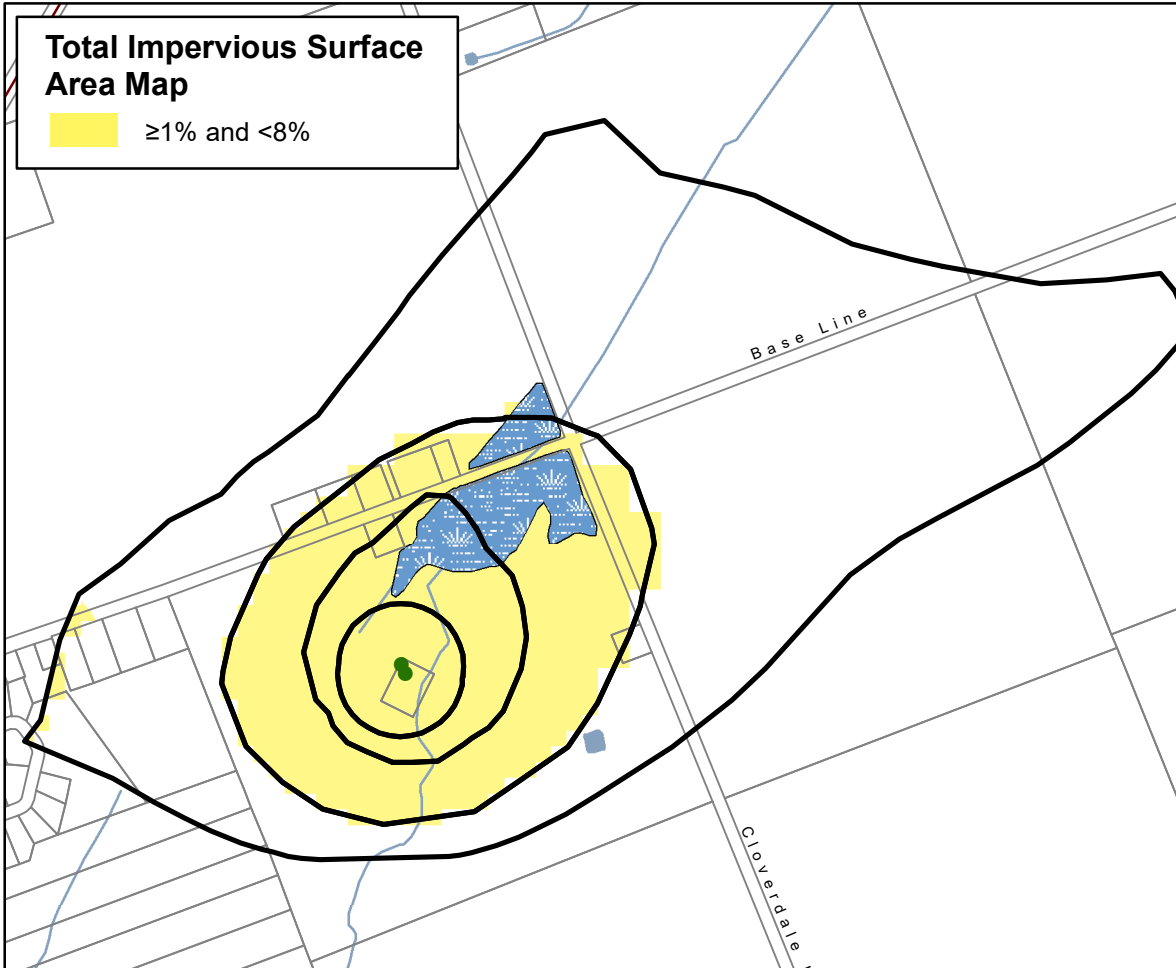 Total Impervious Surface
Area Map
≥1% and <8%
Base Line
Cloverdale